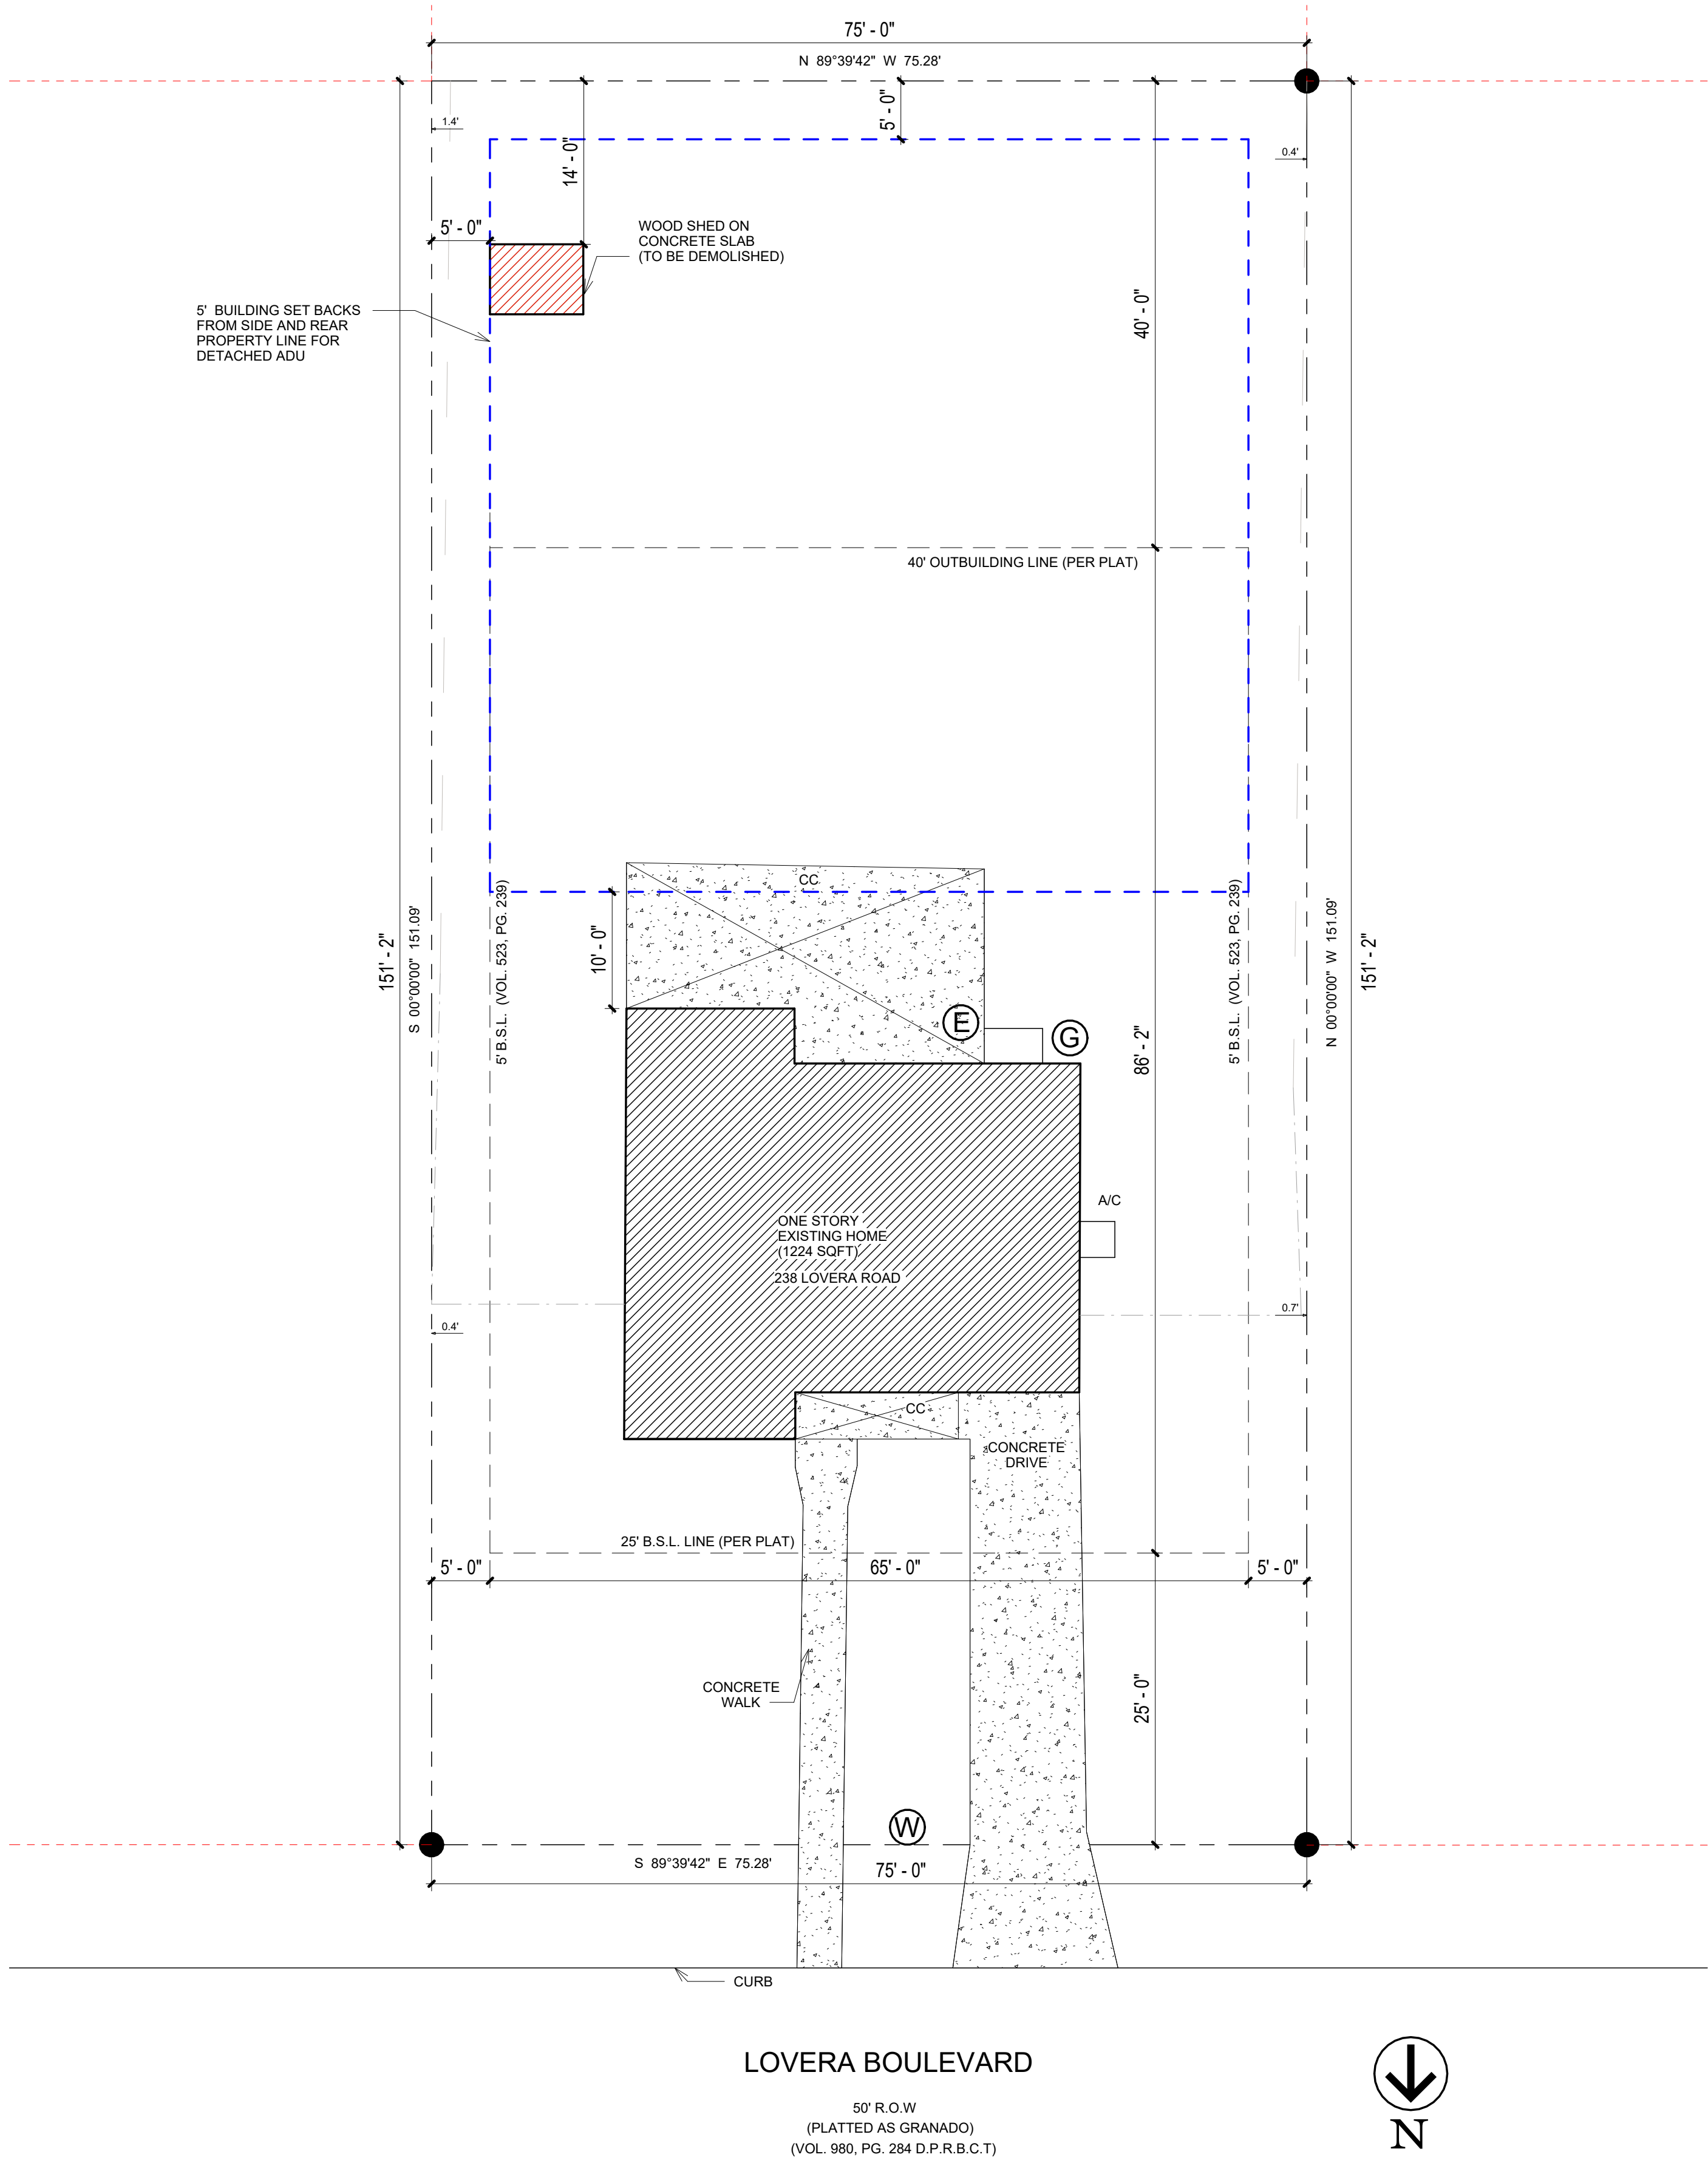 75' - 0"
N 89°39'42" W 75.28'
5' - 0"
1.4'
14' - 0"
0.4'
5' - 0"
WOOD SHED ON
CONCRETE SLAB
(TO BE DEMOLISHED)
40' - 0"
5' BUILDING SET BACKS
FROM SIDE AND REAR
PROPERTY LINE FOR
DETACHED ADU
40' OUTBUILDING LINE (PER PLAT)
CC
151' - 2"
S 00°00'00" 151.09'
5' B.S.L. (VOL. 523, PG. 239)
10' - 0"
E
G
86' - 2"
5' B.S.L. (VOL. 523, PG. 239)
N 00°00'00" W 151.09'
151' - 2"
A/C
ONE STORY
EXISTING HOME
(1224 SQFT)
238 LOVERA ROAD
0.7'
0.4'
CC
CONCRETE
DRIVE
25' B.S.L. LINE (PER PLAT)
5' - 0"
65' - 0"
5' - 0"
CONCRETE
WALK
25' - 0"
W
S 89°39'42" E 75.28'
75' - 0"
CURB
LOVERA BOULEVARD
50' R.O.W
(PLATTED AS GRANADO)
(VOL. 980, PG. 284 D.P.R.B.C.T)
N